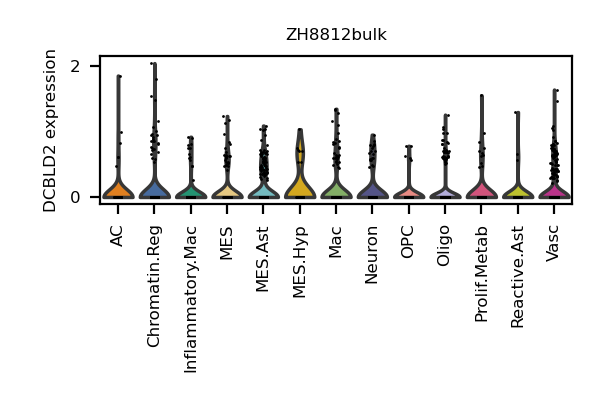 ZH8812bulk
DCBLD2 expression
2
0
AC
Chromatin.Reg
Inflammatory.Mac
MES
MES.Ast
MES.Hyp
Mac
Neuron
OPC
Oligo
Prolif.Metab
Reactive.Ast
Vasc